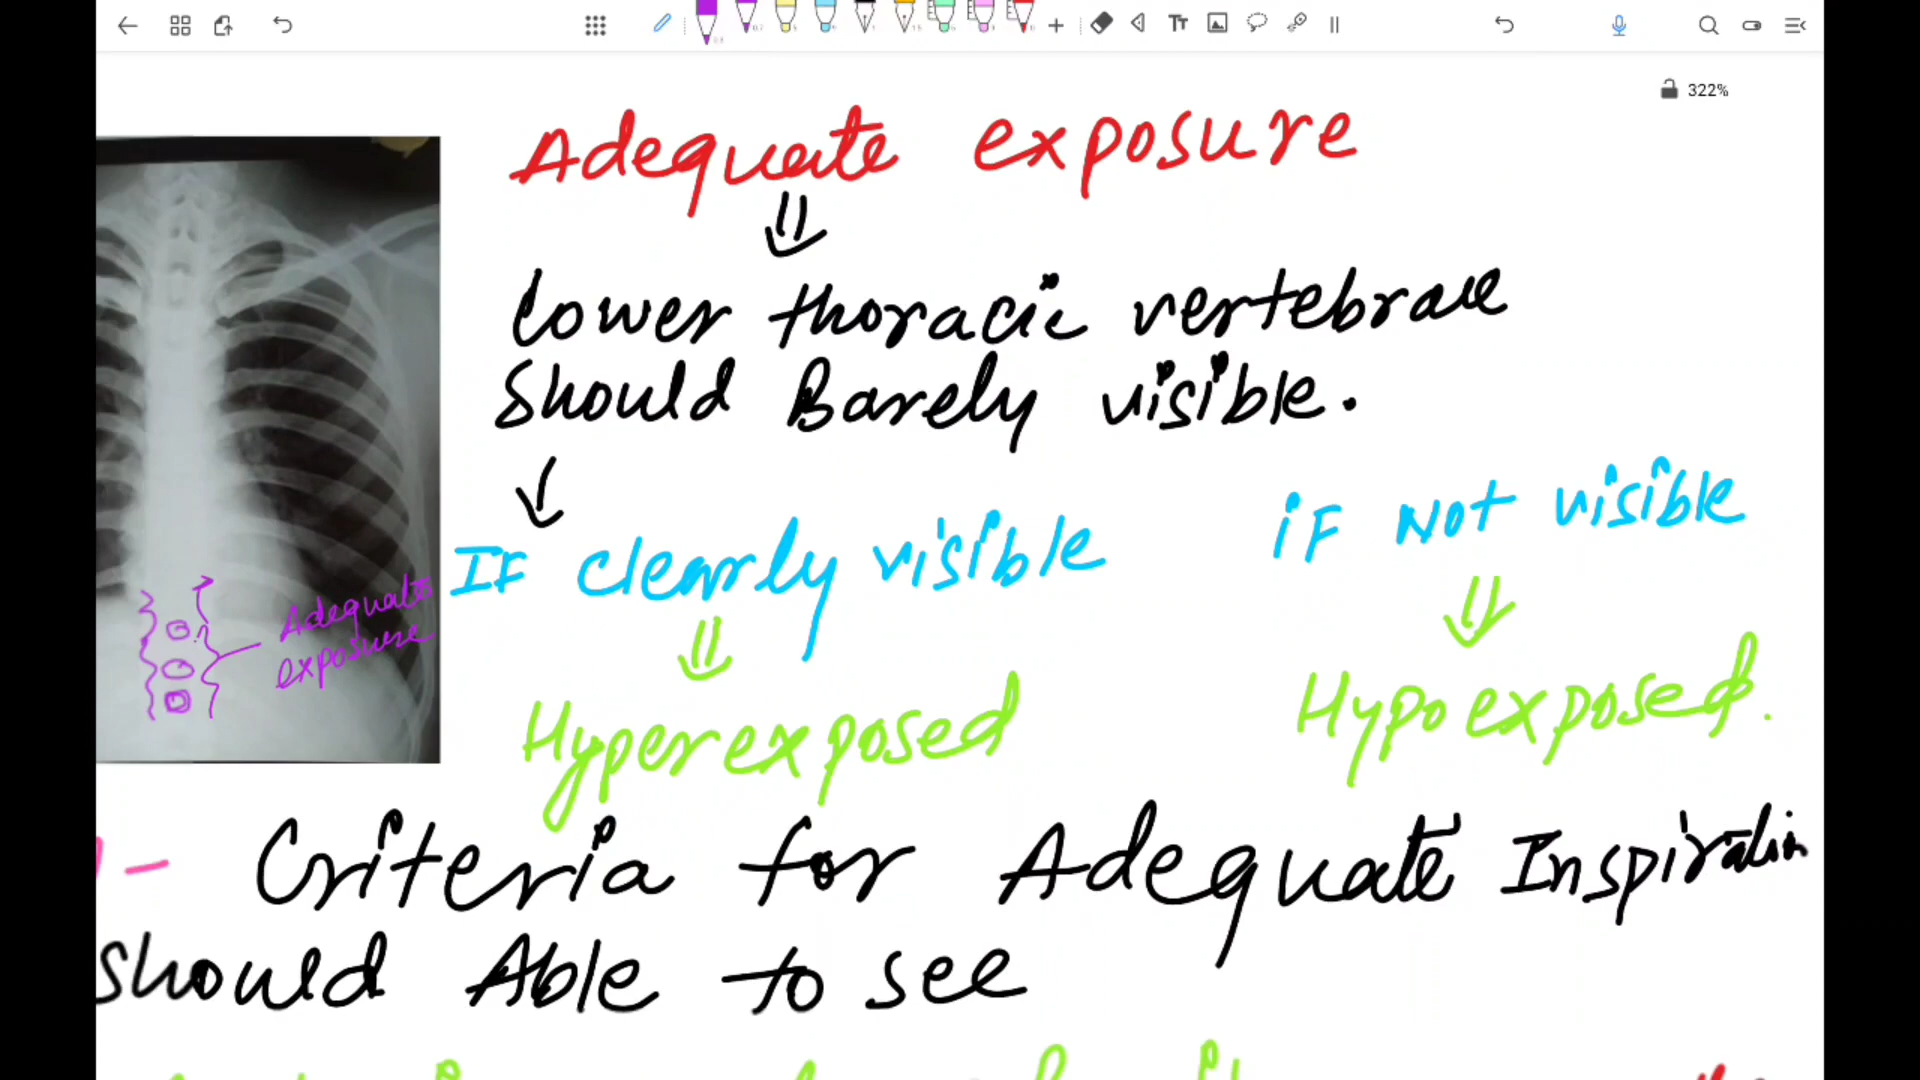 322%
Adequate exposure
Lower thoracic vertebrae
Should Barely visible.
IF clearly visible
iF Not visible
Hyperexposed
Hypoexposed.
Adequate
exposure
Criteria for Adequate Inspiration
Should Able to see